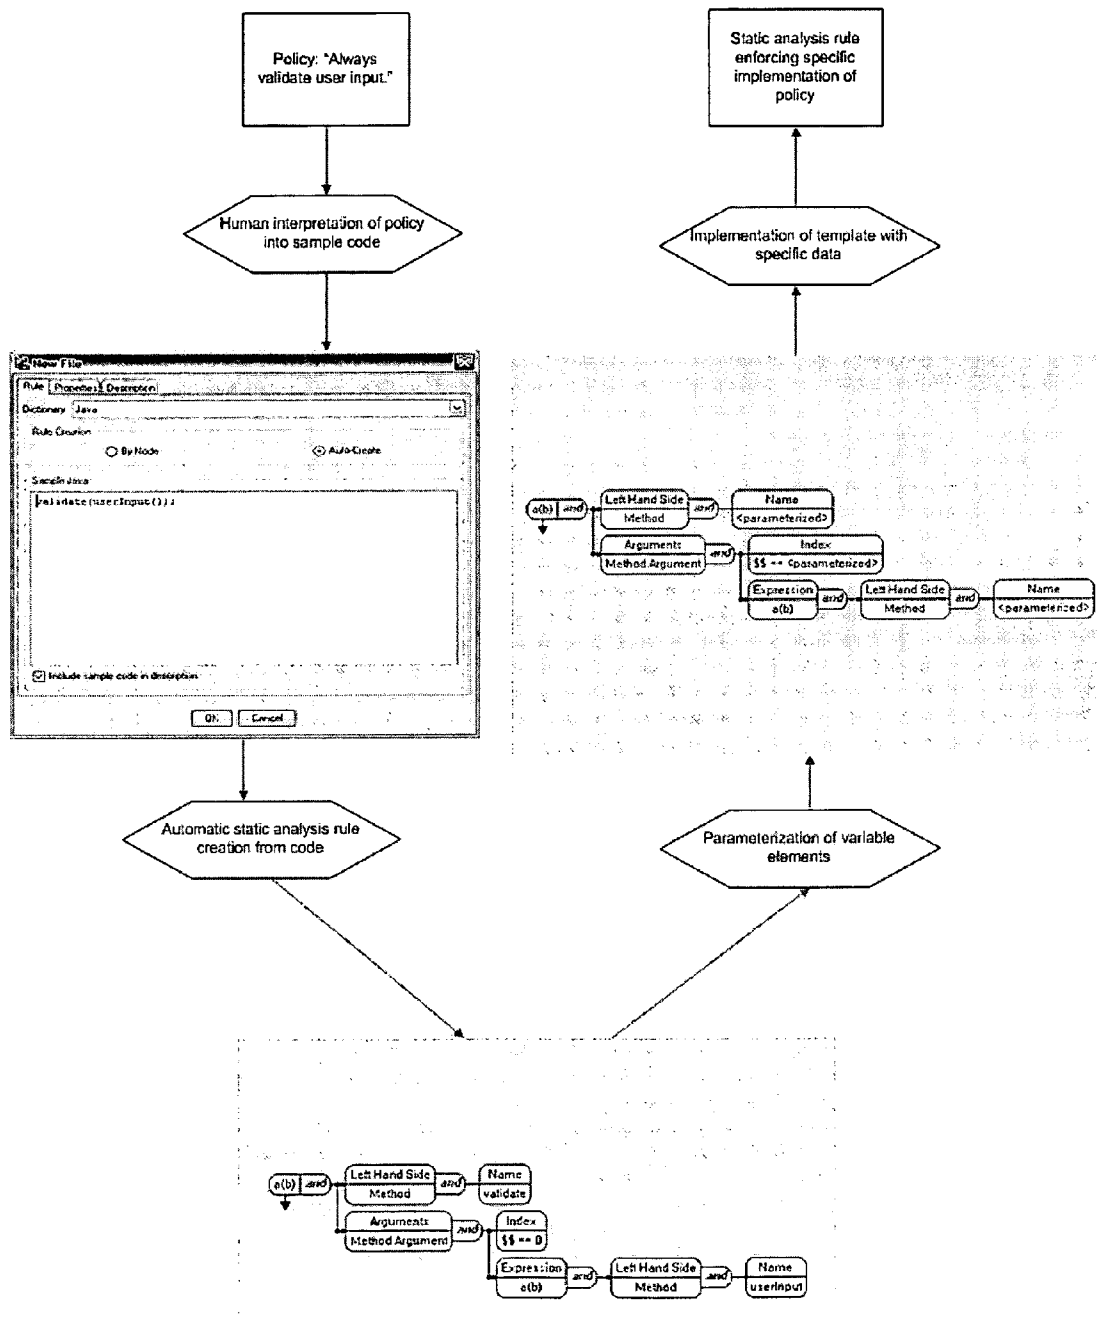 Policy: “Always
validate user input.”
Human interpretation of policy
into sample code
New File
Rule Properties Description
Dictionary Java
Rule Creation
By Node Auto-Create
Sample Java
validate(userInput());
Include sample code in description
OK Cancel
Automatic static analysis rule
creation from code
a(b) and Left Hand Side and Name
Method validate
Arguments and Index
Method Argument $$ == 0
Expression and Left Hand Side and Name
a(b) Method userInput
Parameterization of variable
elements
a(b) and Left Hand Side and Name
Method <parameterized>
Arguments and Index
Method Argument $$ == <parameterized>
Expression and Left Hand Side and Name
a(b) Method <parameterized>
Implementation of template with
specific data
Static analysis rule
enforcing specific
implementation of
policy